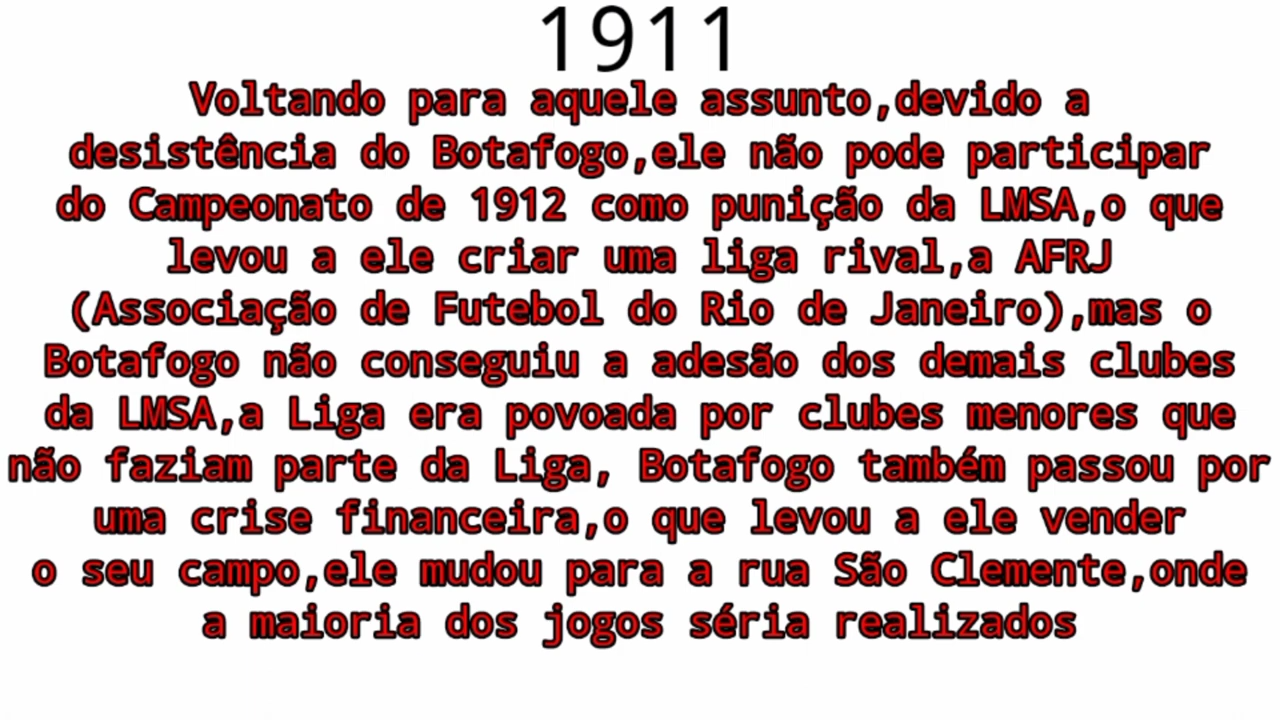 1911
Voltando para aquele assunto,devido a
desistência do Botafogo,ele não pode participar
do Campeonato de 1912 como punição da LMSA,o que
levou a ele criar uma liga rival,a AFRJ
(Associação de Futebol do Rio de Janeiro),mas o
Botafogo não conseguiu a adesão dos demais clubes
da LMSA,a Liga era povoada por clubes menores que
não faziam parte da Liga, Botafogo também passou por
uma crise financeira,o que levou a ele vender
o seu campo,ele mudou para a rua São Clemente,onde
a maioria dos jogos séria realizados